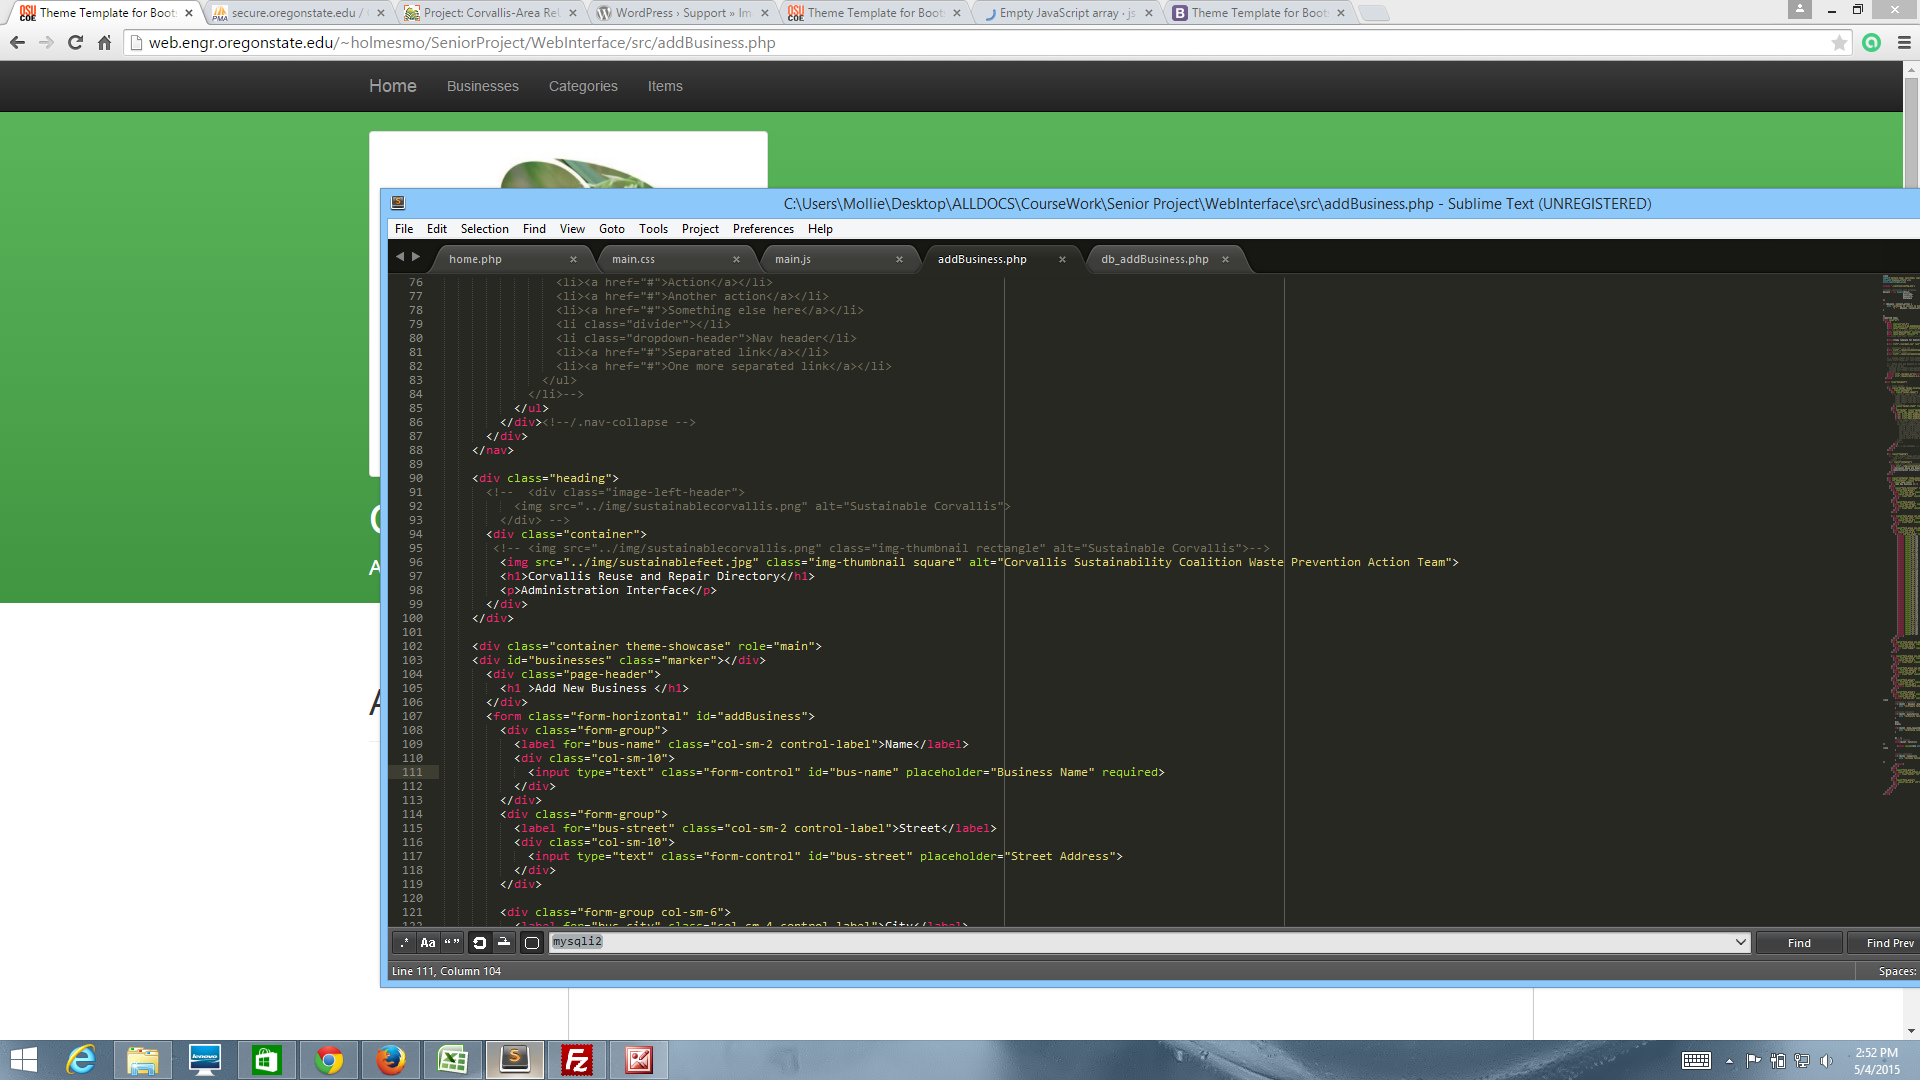 Theme Template for Boots
secure.oregonstate.edu /
Project: Corvallis-Area Re
WordPress › Support » Im
Theme Template for Boots
Empty JavaScript array · js
Theme Template for Boots
web.engr.oregonstate.edu/~holmesmo/SeniorProject/WebInterface/src/addBusiness.php
Home Businesses Categories Items
C:\Users\Mollie\Desktop\ALLDOCS\CourseWork\Senior Project\WebInterface\src\addBusiness.php - Sublime Text (UNREGISTERED)
File Edit Selection Find View Goto Tools Project Preferences Help
home.php main.css main.js addBusiness.php db_addBusiness.php
76 <li><a href="#">Action</a></li>
77 <li><a href="#">Another action</a></li>
78 <li><a href="#">Something else here</a></li>
79 <li class="divider"></li>
80 <li class="dropdown-header">Nav header</li>
81 <li><a href="#">Separated link</a></li>
82 <li><a href="#">One more separated link</a></li>
83 </ul>
84 </li>-->
85 </ul>
86 </div><!--/.nav-collapse -->
87 </div>
88 </nav>
89
90 <div class="heading">
91 <!-- <div class="image-left-header">
92 <img src="../img/sustainablecorvallis.png" alt="Sustainable Corvallis">
93 </div> -->
94 <div class="container">
95 <!-- <img src="../img/sustainablecorvallis.png" class="img-thumbnail rectangle" alt="Sustainable Corvallis">-->
96 <img src="../img/sustainablefeet.jpg" class="img-thumbnail square" alt="Corvallis Sustainability Coalition Waste Prevention Action Team">
97 <h1>Corvallis Reuse and Repair Directory</h1>
98 <p>Administration Interface</p>
99 </div>
100 </div>
101
102 <div class="container theme-showcase" role="main">
103 <div id="businesses" class="marker"></div>
104 <div class="page-header">
105 <h1 >Add New Business </h1>
106 </div>
107 <form class="form-horizontal" id="addBusiness">
108 <div class="form-group">
109 <label for="bus-name" class="col-sm-2 control-label">Name</label>
110 <div class="col-sm-10">
111 <input type="text" class="form-control" id="bus-name" placeholder="Business Name" required>
112 </div>
113 </div>
114 <div class="form-group">
115 <label for="bus-street" class="col-sm-2 control-label">Street</label>
116 <div class="col-sm-10">
117 <input type="text" class="form-control" id="bus-street" placeholder="Street Address">
118 </div>
119 </div>
120
121 <div class="form-group col-sm-6">
122 <label for="bus-city" class="col-sm-4 control-label">City</label>
.* Aa “” mysqli2 Find Find Prev
Line 111, Column 104 Spaces:
2:52 PM
5/4/2015